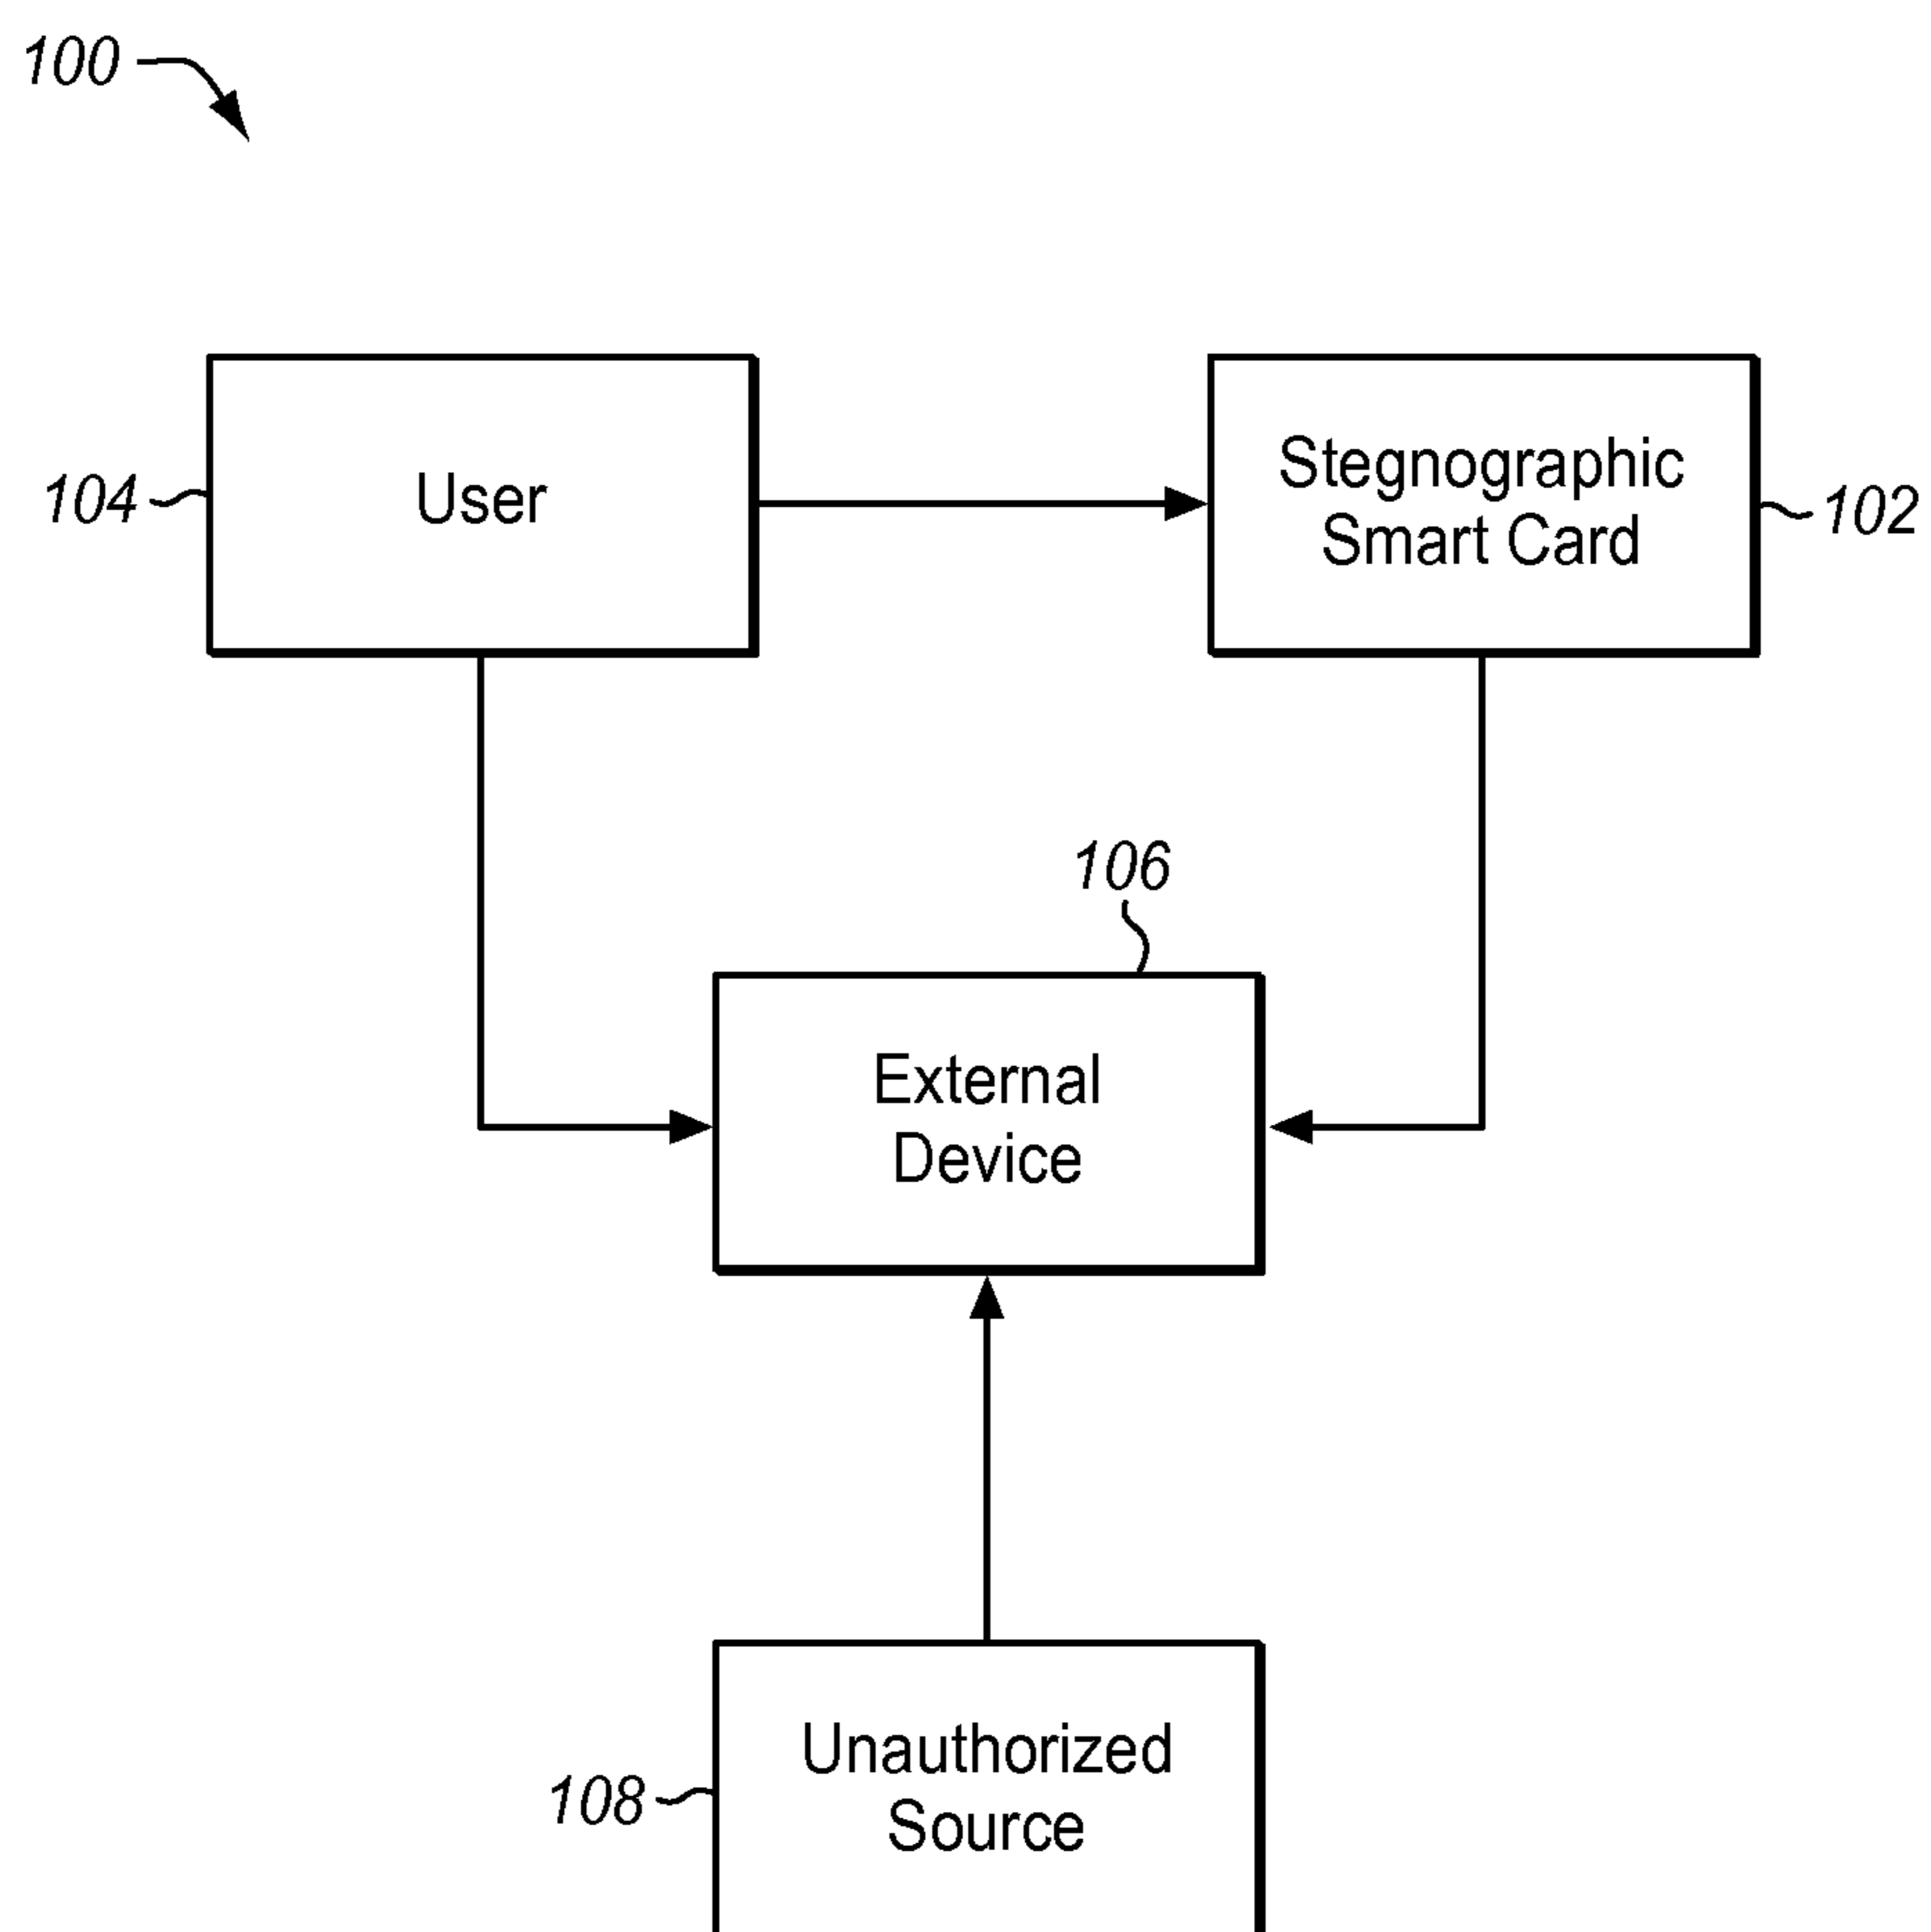 100
104
User
Stegnographic
Smart Card
102
106
External
Device
108
Unauthorized
Source